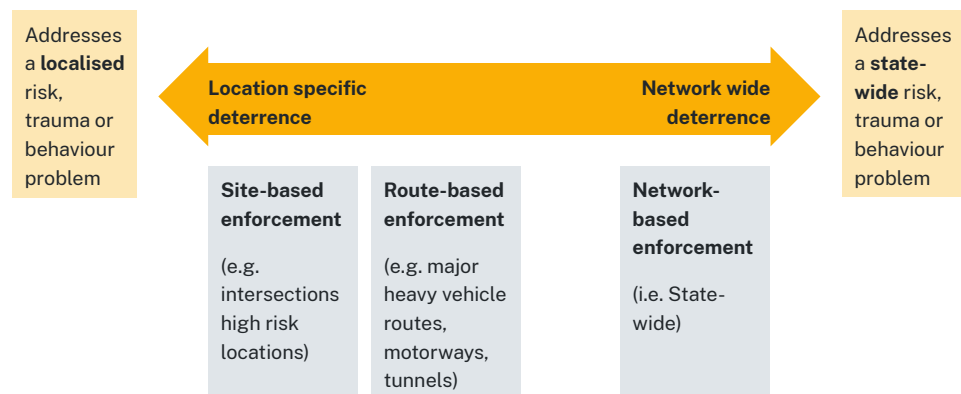 Addresses
a localised
risk,
trauma or
behaviour
problem
Location specific
deterrence
Network wide
deterrence
Addresses
a state-
wide risk,
trauma or
behaviour
problem
Site-based
enforcement
(e.g.
intersections
high risk
locations)
Route-based
enforcement
(e.g. major
heavy vehicle
routes,
motorways,
tunnels)
Network-
based
enforcement
(i.e. State-
wide)